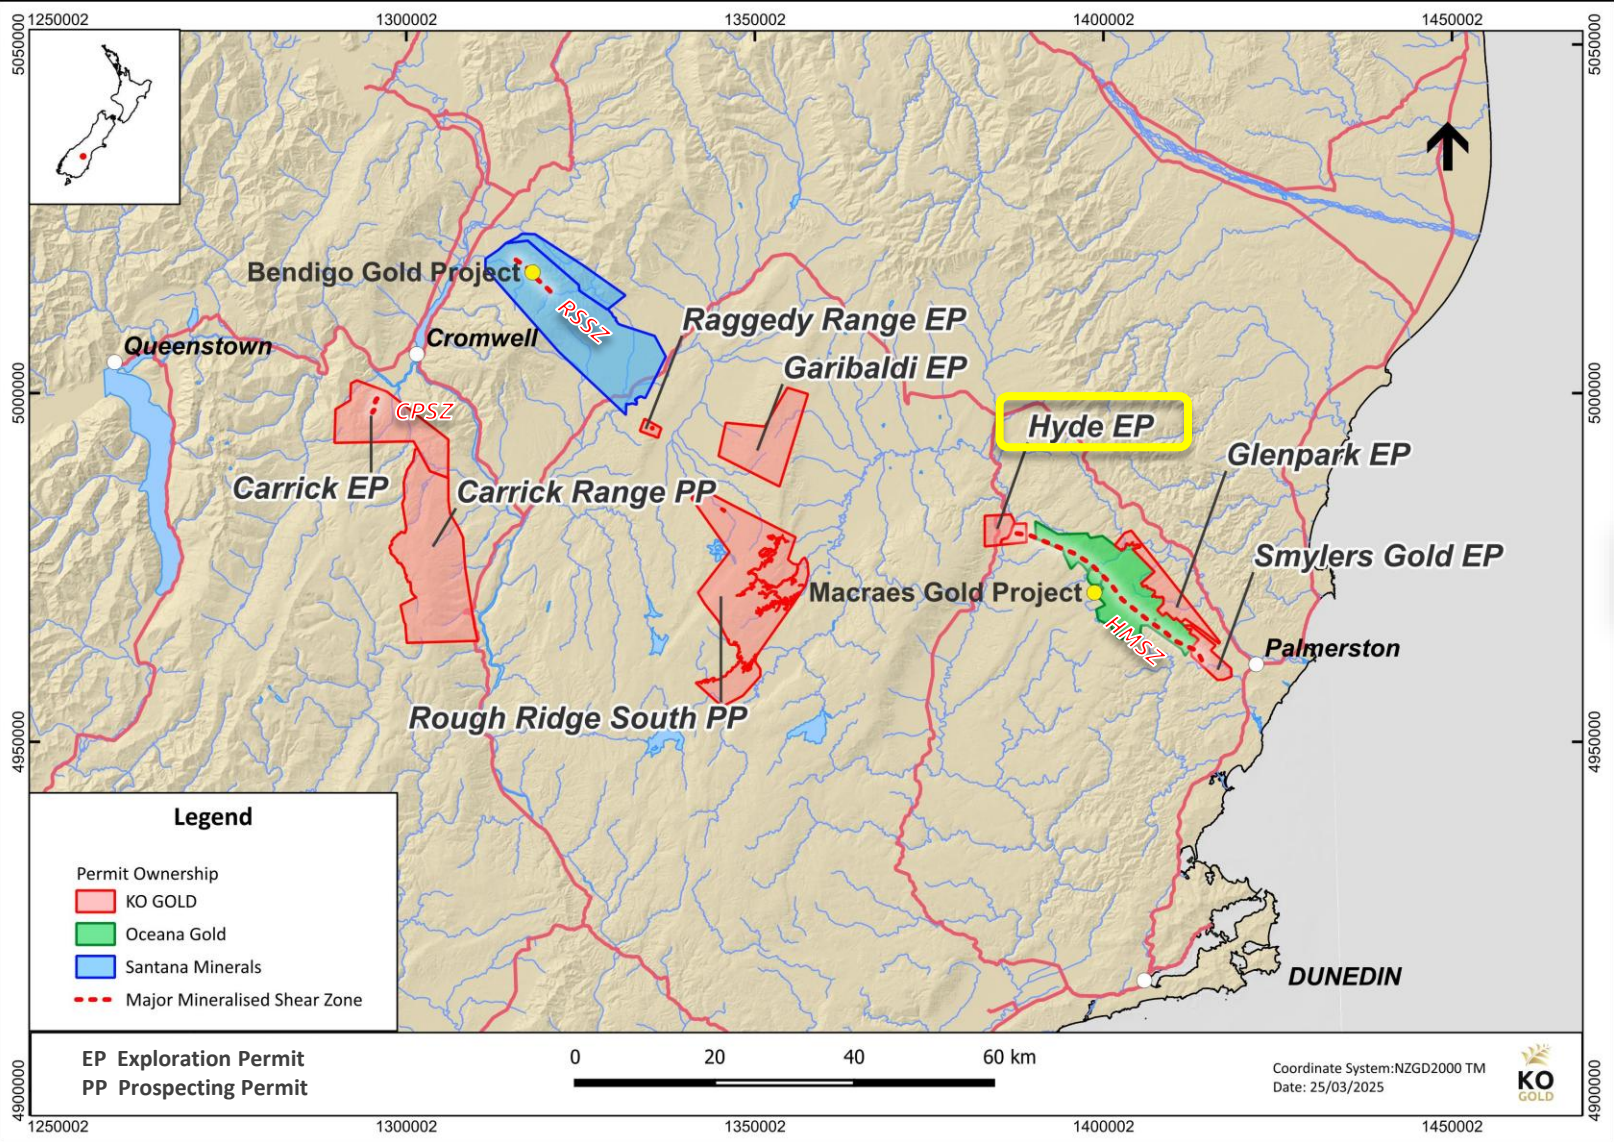 1250002
1300002
1350002
1400002
1450002
5050000
5050000
Bendigo Gold Project
RSSZ
Raggedy Range EP
Queenstown
Cromwell
Garibaldi EP
5000000
5000000
CPSZ
Hyde EP
Glenpark EP
Carrick EP
Carrick Range PP
Smylers Gold EP
Macraes Gold Project
HMSZ
Palmerston
Rough Ridge South PP
4950000
4950000
Legend
Permit Ownership
KO GOLD
Oceana Gold
Santana Minerals
Major Mineralised Shear Zone
DUNEDIN
EP Exploration Permit
PP Prospecting Permit
0 20 40 60 km
Coordinate System:NZGD2000 TM
Date: 25/03/2025
KO
GOLD
4900000
4900000
1250002
1300002
1350002
1400002
1450002